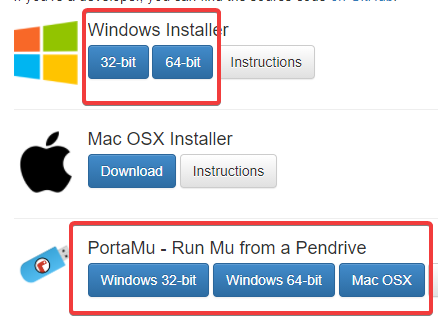 Windows Installer
32-bit 64-bit Instructions
Mac OSX Installer
Download Instructions
PortaMu - Run Mu from a Pendrive
Windows 32-bit Windows 64-bit Mac OSX